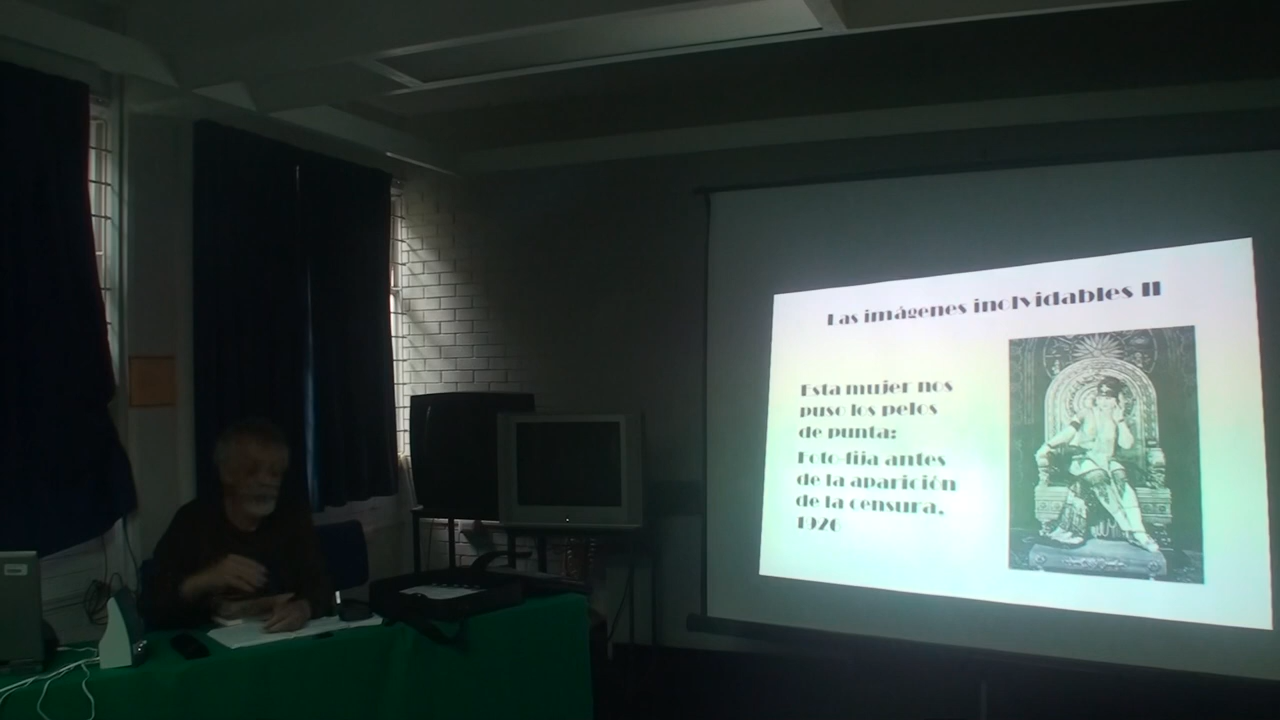 Las imágenes inolvidables II
Esta mujer nos
puso los pelos
de punta:
Foto fija antes
de la aparición
de la censura,
1926